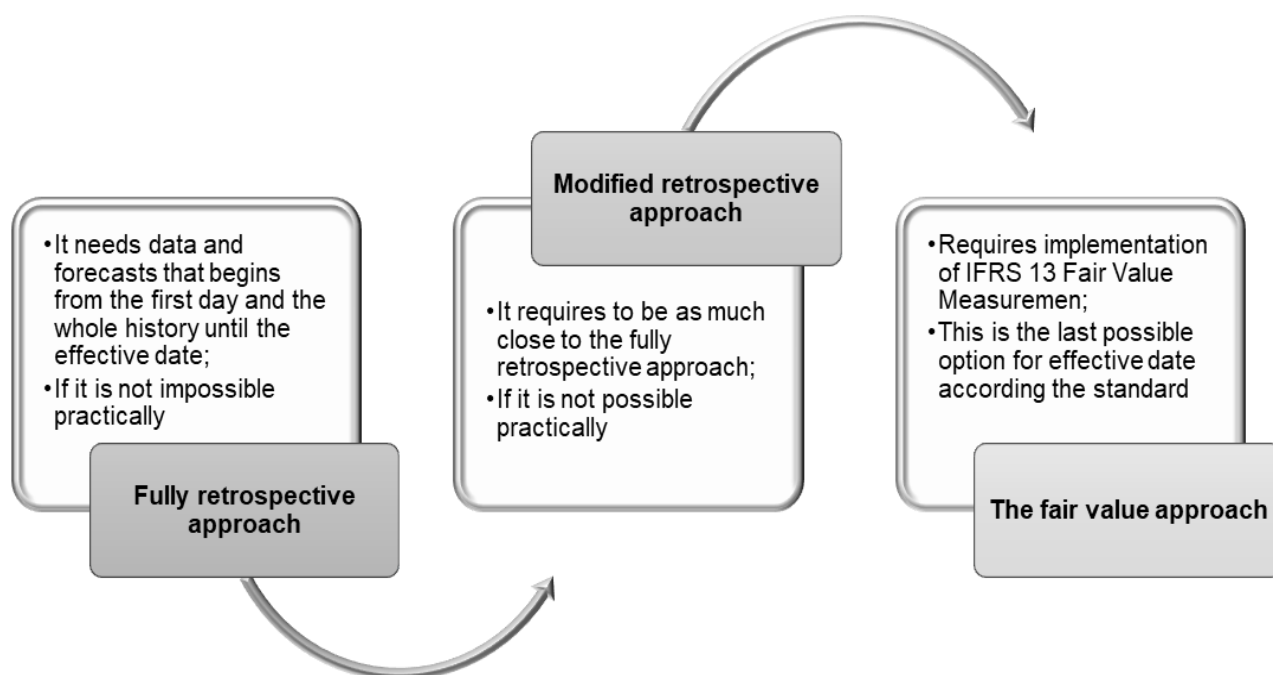 •It needs data and
forecasts that begins
from the first day and the
whole history until the
effective date;
•If it is not impossible
practically
Fully retrospective
approach
Modified retrospective
approach
•It requires to be as much
close to the fully
retrospective approach;
•If it is not possible
practically
•Requires implementation
of IFRS 13 Fair Value
Measuremen;
•This is the last possible
option for effective date
according the standard
The fair value approach